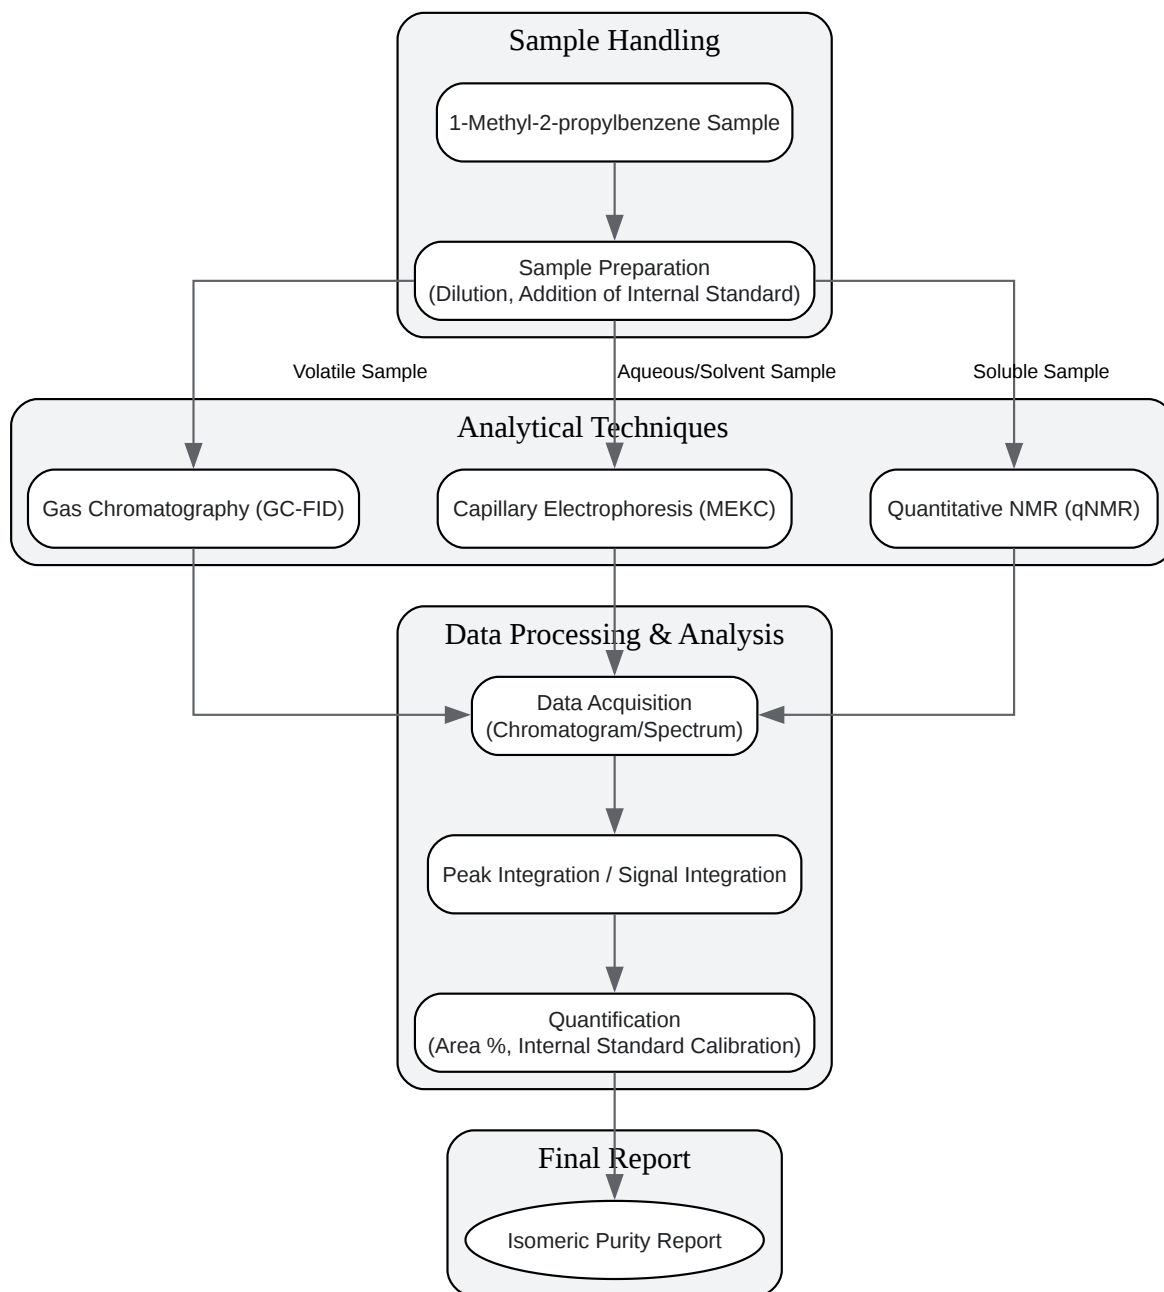 Sample Handling
1-Methyl-2-propylbenzene Sample
Sample Preparation
(Dilution, Addition of Internal Standard)
Volatile Sample
Aqueous/Solvent Sample
Soluble Sample
Analytical Techniques
Gas Chromatography (GC-FID)
Capillary Electrophoresis (MEKC)
Quantitative NMR (qNMR)
Data Processing & Analysis
Data Acquisition
(Chromatogram/Spectrum)
Peak Integration / Signal Integration
Quantification
(Area %, Internal Standard Calibration)
Final Report
Isomeric Purity Report